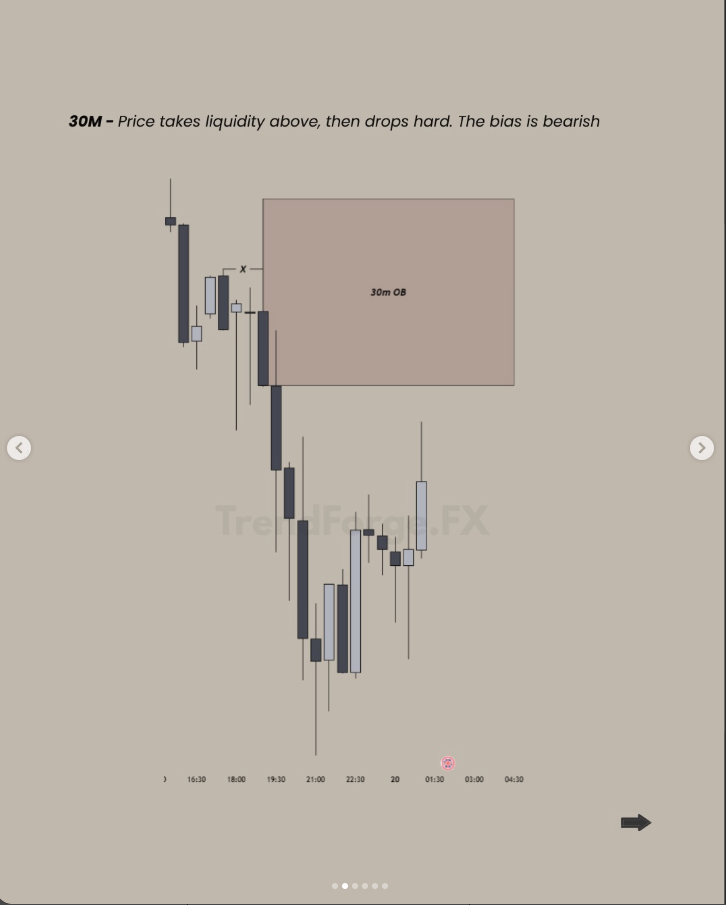 30M - Price takes liquidity above, then drops hard. The bias is bearish
X
30m OB
TrendForge.FX
16:30 18:00 19:30 21:00 22:30 20 01:30 03:00 04:30